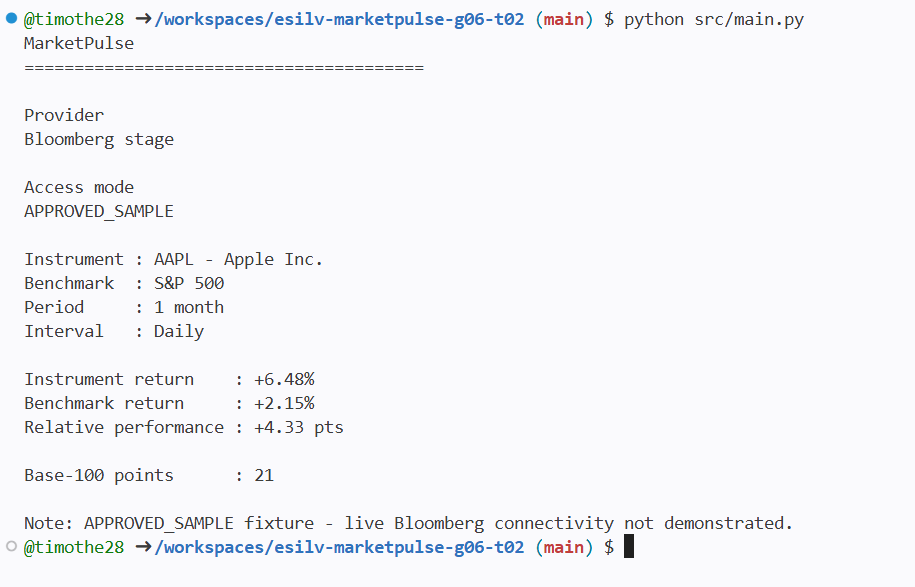 @timothe28 ➜/workspaces/esilv-marketpulse-g06-t02 (main) $ python src/main.py
MarketPulse
========================================
Provider
Bloomberg stage
Access mode
APPROVED_SAMPLE
Instrument : AAPL - Apple Inc.
Benchmark  : S&P 500
Period     : 1 month
Interval   : Daily
Instrument return    : +6.48%
Benchmark return     : +2.15%
Relative performance : +4.33 pts
Base-100 points      : 21
Note: APPROVED_SAMPLE fixture - live Bloomberg connectivity not demonstrated.
@timothe28 ➜/workspaces/esilv-marketpulse-g06-t02 (main) $